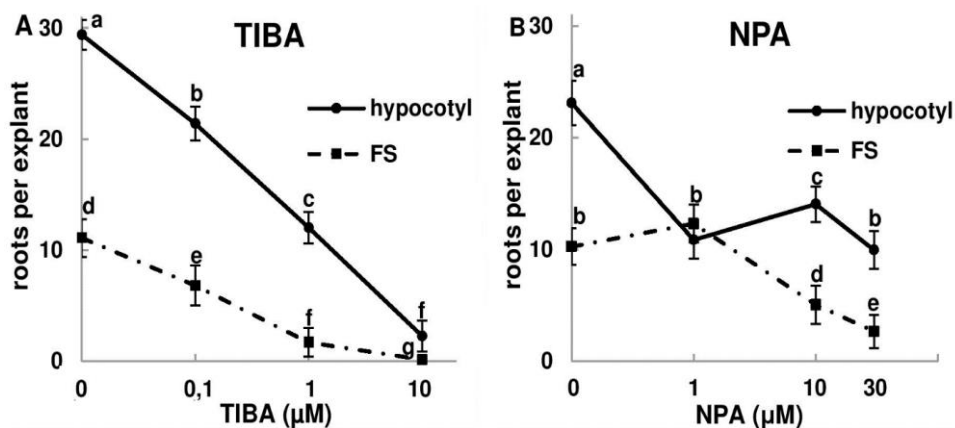 A
TIBA
30
20
10
0
roots per explant
a
b
c
d
e
f
f
g
hypocotyl
FS
0
0,1
1
10
TIBA (µM)
B
NPA
30
20
10
0
roots per explant
a
b
b
c
b
d
e
hypocotyl
FS
0
1
10
30
NPA (µM)